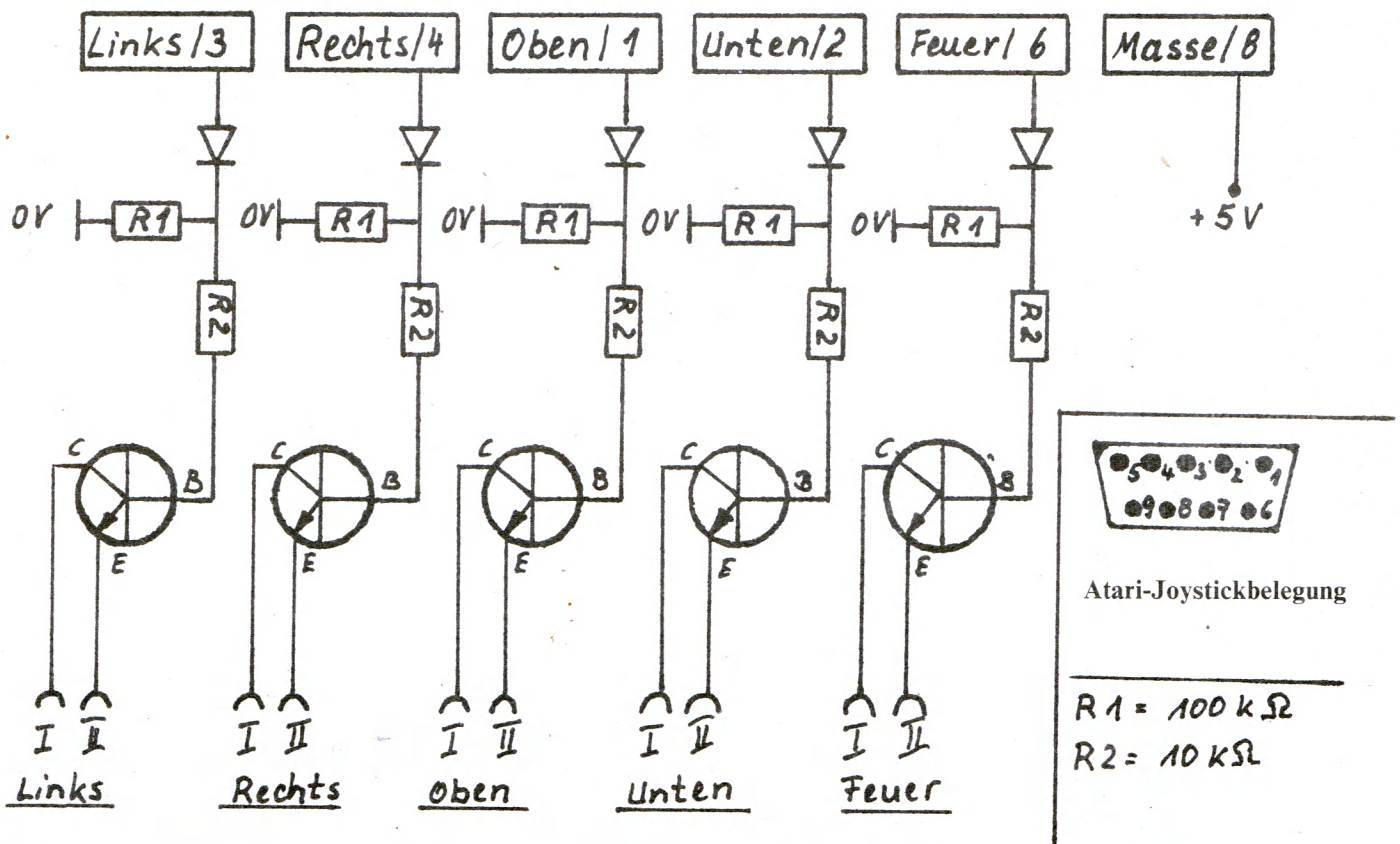 Links/3 Rechts/4 Oben/1 Unten/2 Feuer/6 Masse/8
0V R1 0V R1 0V R1 0V R1 0V R1 +5V
R2 R2 R2 R2 R2
C B C B C B C B C B
E E E E E
I II I II I II I II I II
Links Rechts Oben Unten Feuer
5 4 3 2 1
9 8 7 6
Atari-Joystickbelegung
R1 = 100 kΩ
R2 = 10 kΩ